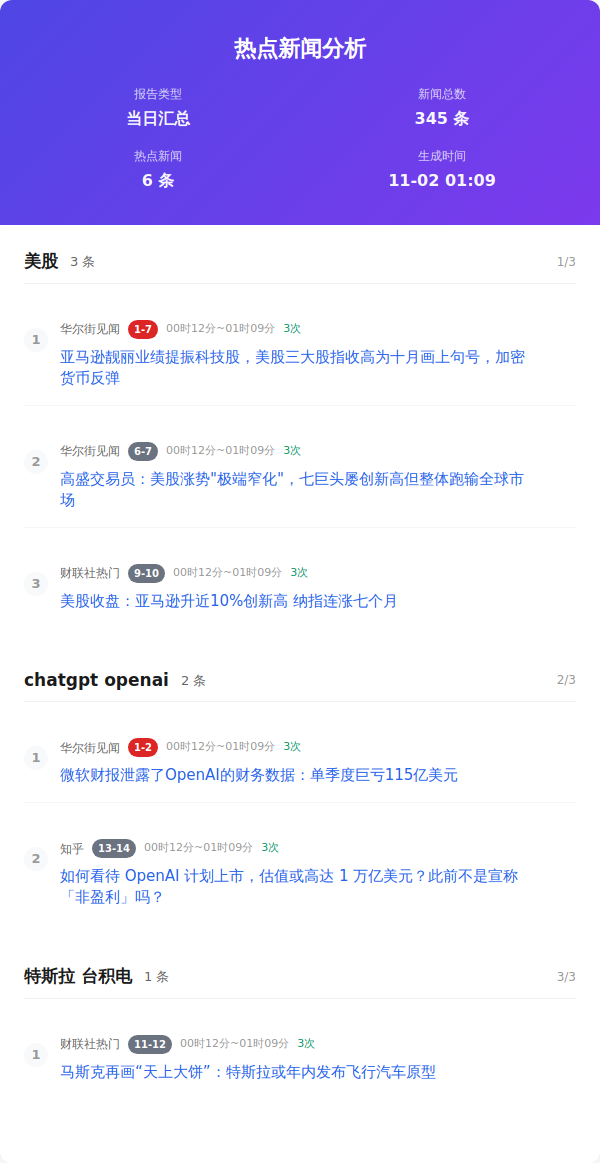 热点新闻分析
报告类型
新闻总数
当日汇总
345 条
热点新闻
生成时间
6 条
11-02 01:09
美股 3 条 1/3
1 华尔街见闻 1-7 00时12分~01时09分 3次
亚马逊靓丽业绩提振科技股，美股三大股指收高为十月画上句号，加密
货币反弹
2 华尔街见闻 6-7 00时12分~01时09分 3次
高盛交易员：美股涨势"极端窄化"，七巨头屡创新高但整体跑输全球市
场
3 财联社热门 9-10 00时12分~01时09分 3次
美股收盘：亚马逊升近10%创新高 纳指连涨七个月
chatgpt openai 2 条 2/3
1 华尔街见闻 1-2 00时12分~01时09分 3次
微软财报泄露了OpenAI的财务数据：单季度巨亏115亿美元
2 知乎 13-14 00时12分~01时09分 3次
如何看待 OpenAI 计划上市，估值或高达 1 万亿美元？此前不是宣称
「非盈利」吗？
特斯拉 台积电 1 条 3/3
1 财联社热门 11-12 00时12分~01时09分 3次
马斯克再画“天上大饼”：特斯拉或年内发布飞行汽车原型